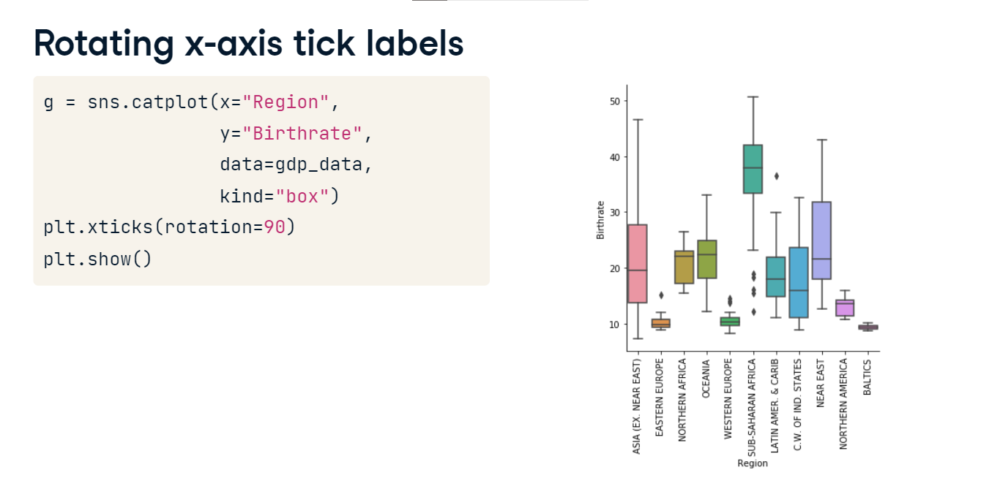 Rotating x-axis tick labels
g = sns.catplot(x="Region",
y="Birthrate",
data=gdp_data,
kind="box")
plt.xticks(rotation=90)
plt.show()
Birthrate
50
40
30
20
10
ASIA (EX. NEAR EAST)
EASTERN EUROPE
NORTHERN AFRICA
OCEANIA
WESTERN EUROPE
SUB-SAHARAN AFRICA
LATIN AMER. & CARIB
C.W. OF IND. STATES
NEAR EAST
NORTHERN AMERICA
BALTICS
Region